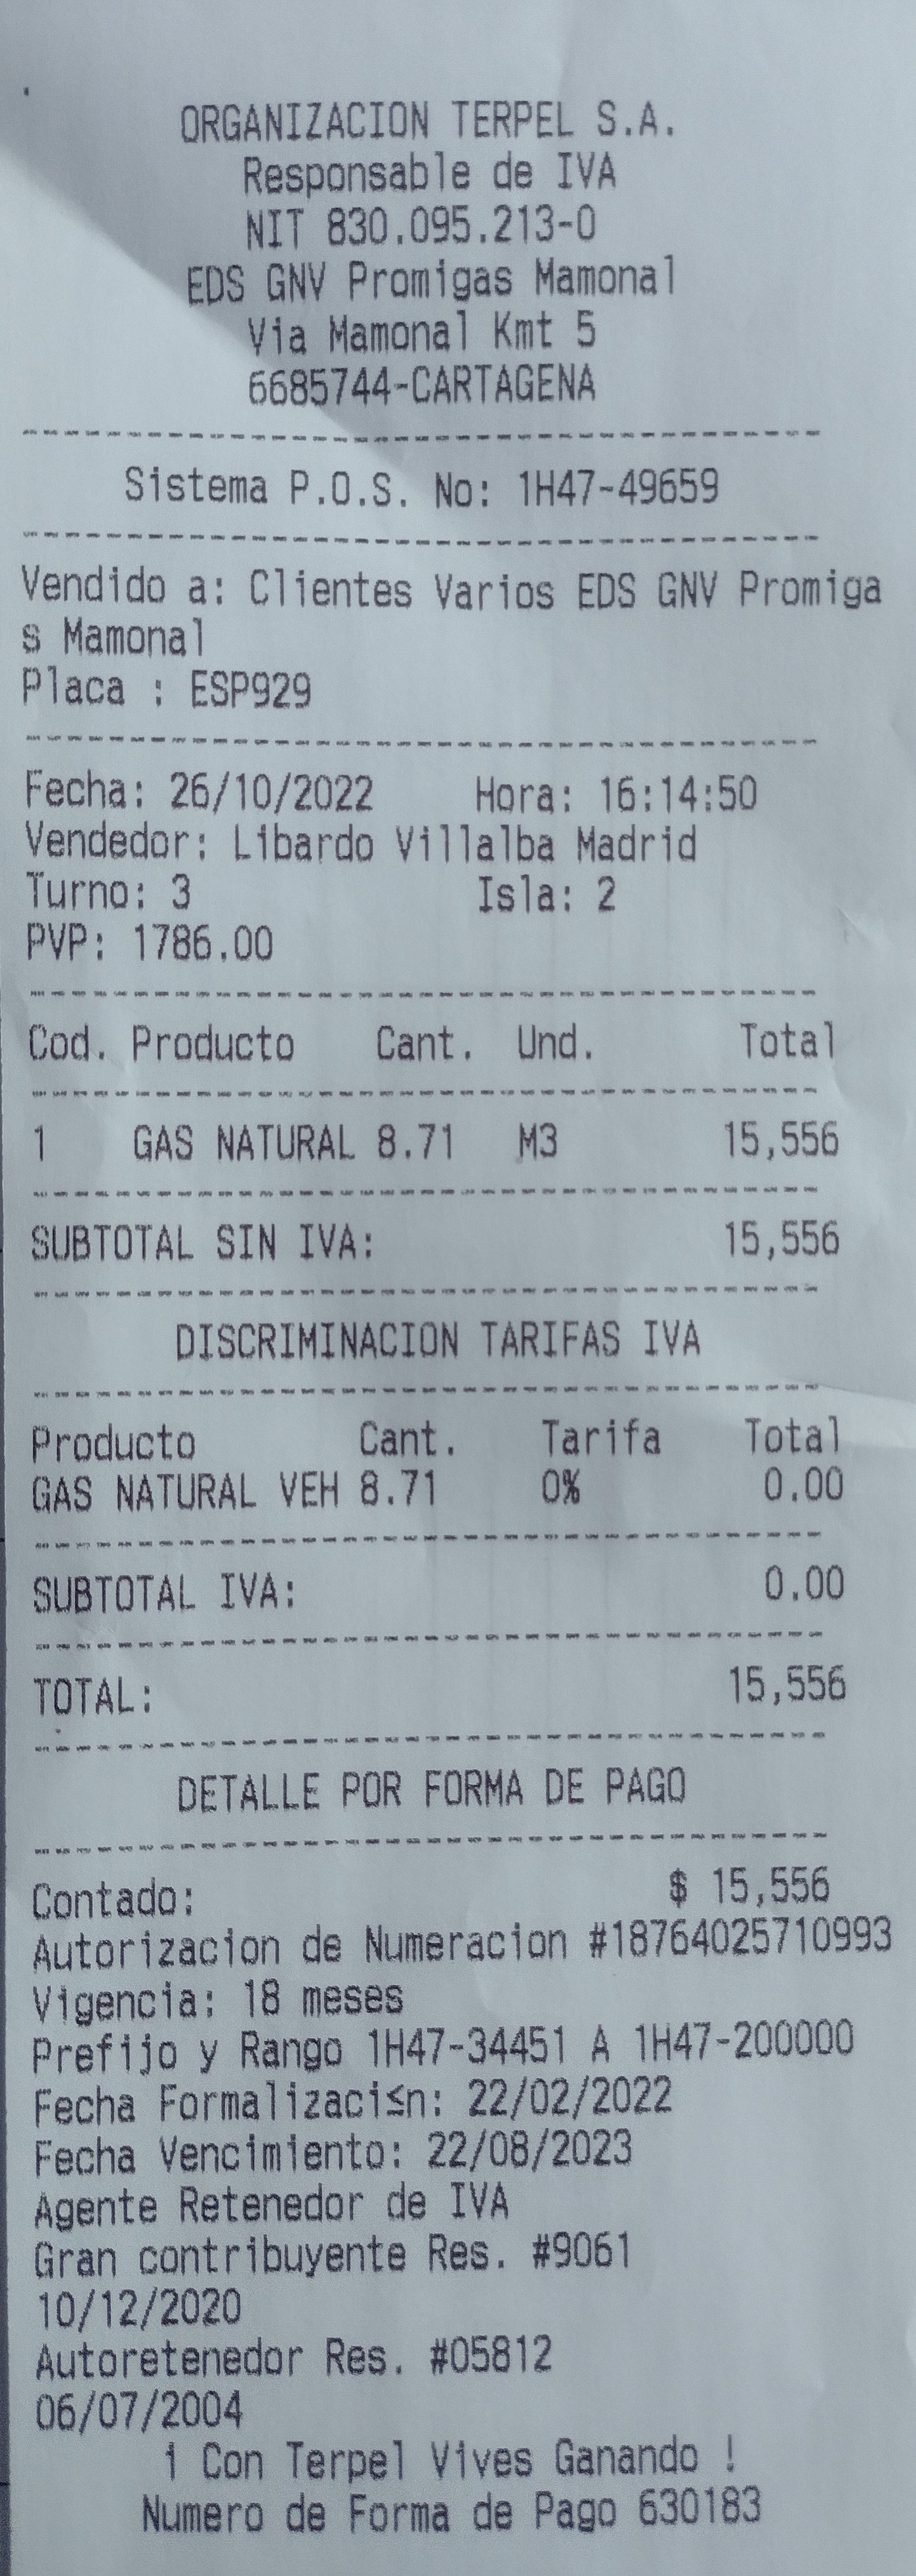 ORGANIZACION TERPEL S.A.
Responsable de IVA
NIT 830.095.213-0
EDS GNV Promigas Mamonal
Via Mamonal Kmt 5
6685744-CARTAGENA
Sistema P.O.S. No: 1H47-49659
Vendido a: Clientes Varios EDS GNV Promiga
s Mamonal
Placa : ESP929
Fecha: 26/10/2022 Hora: 16:14:50
Vendedor: Libardo Villalba Madrid
Turno: 3 Isla: 2
PVP: 1786.00
Cod. Producto Cant. Und. Total
1 GAS NATURAL 8.71 M3 15,556
SUBTOTAL SIN IVA: 15,556
DISCRIMINACION TARIFAS IVA
Producto Cant. Tarifa Total
GAS NATURAL VEH 8.71 0% 0.00
SUBTOTAL IVA: 0.00
TOTAL: 15,556
DETALLE POR FORMA DE PAGO
Contado: $ 15,556
Autorizacion de Numeracion #18764025710993
Vigencia: 18 meses
Prefijo y Rango 1H47-34451 A 1H47-200000
Fecha Formalizaci≤n: 22/02/2022
Fecha Vencimiento: 22/08/2023
Agente Retenedor de IVA
Gran contribuyente Res. #9061
10/12/2020
Autoretenedor Res. #05812
06/07/2004
¡ Con Terpel Vives Ganando !
Numero de Forma de Pago 630183